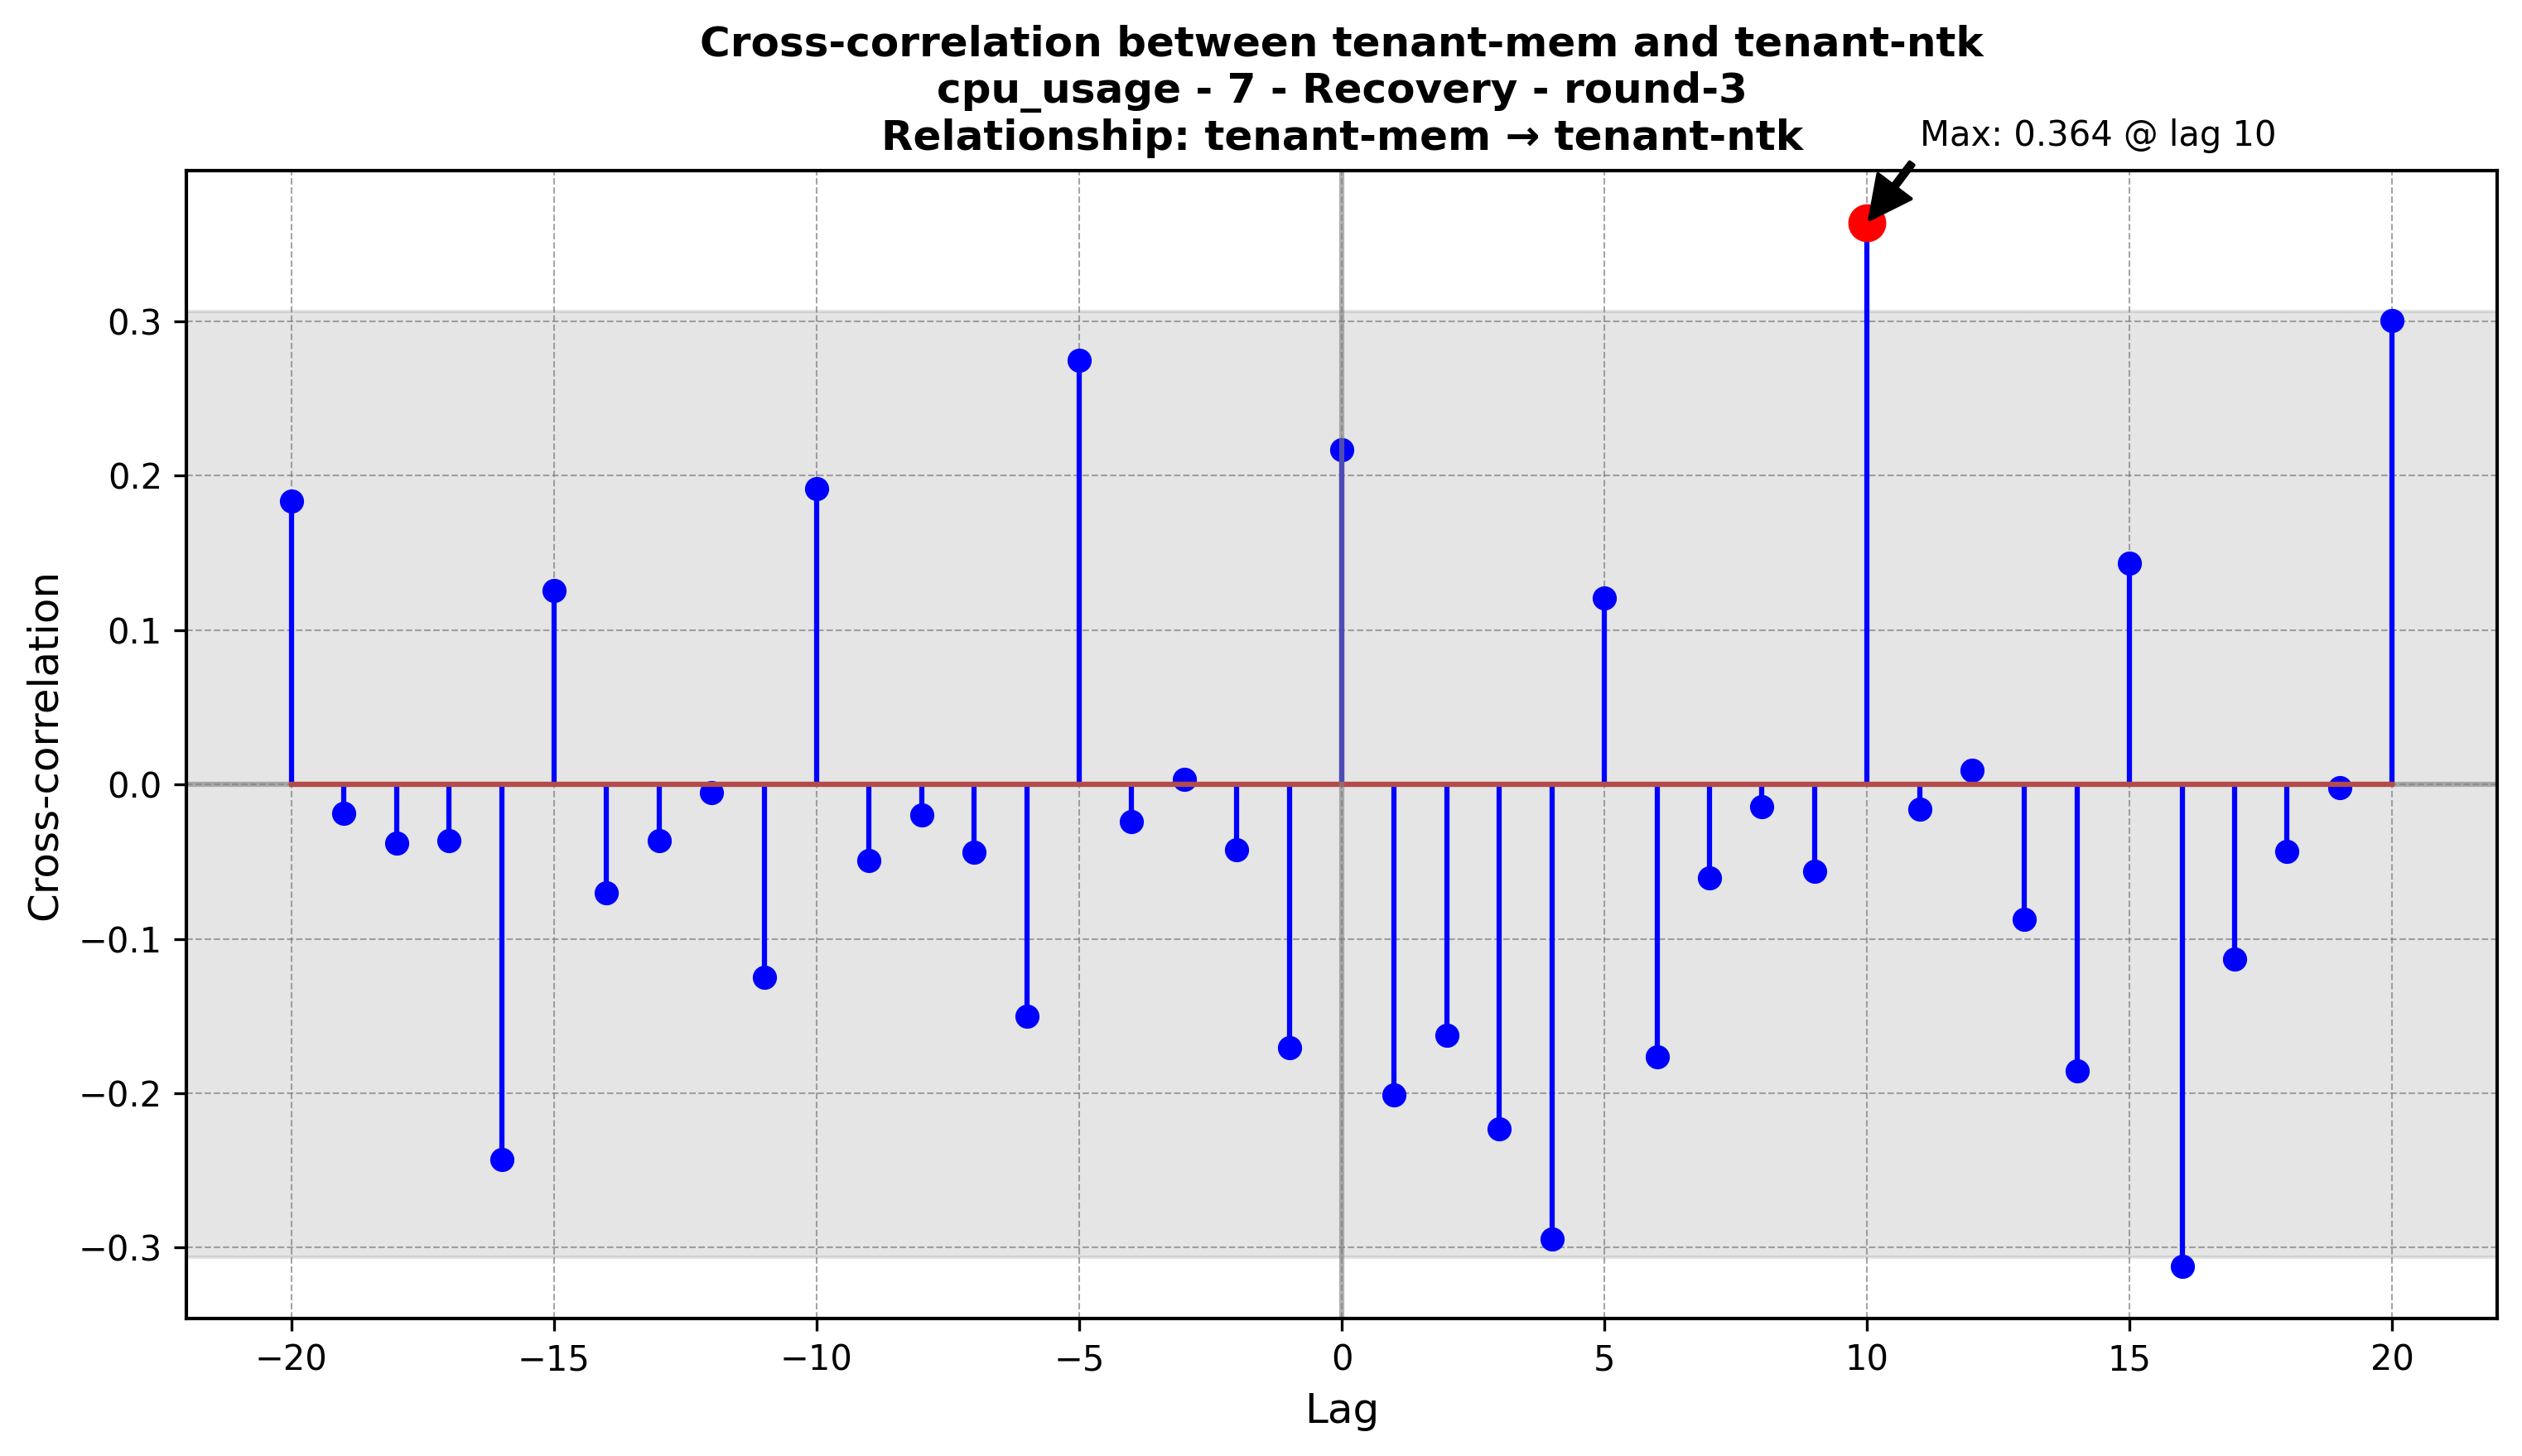 Cross-correlation between tenant-mem and tenant-ntk
cpu_usage - 7 - Recovery - round-3
Relationship: tenant-mem → tenant-ntk
Max: 0.364 @ lag 10
Cross-correlation
0.3
0.2
0.1
0.0
−0.1
−0.2
−0.3
−20 −15 −10 −5 0 5 10 15 20
Lag